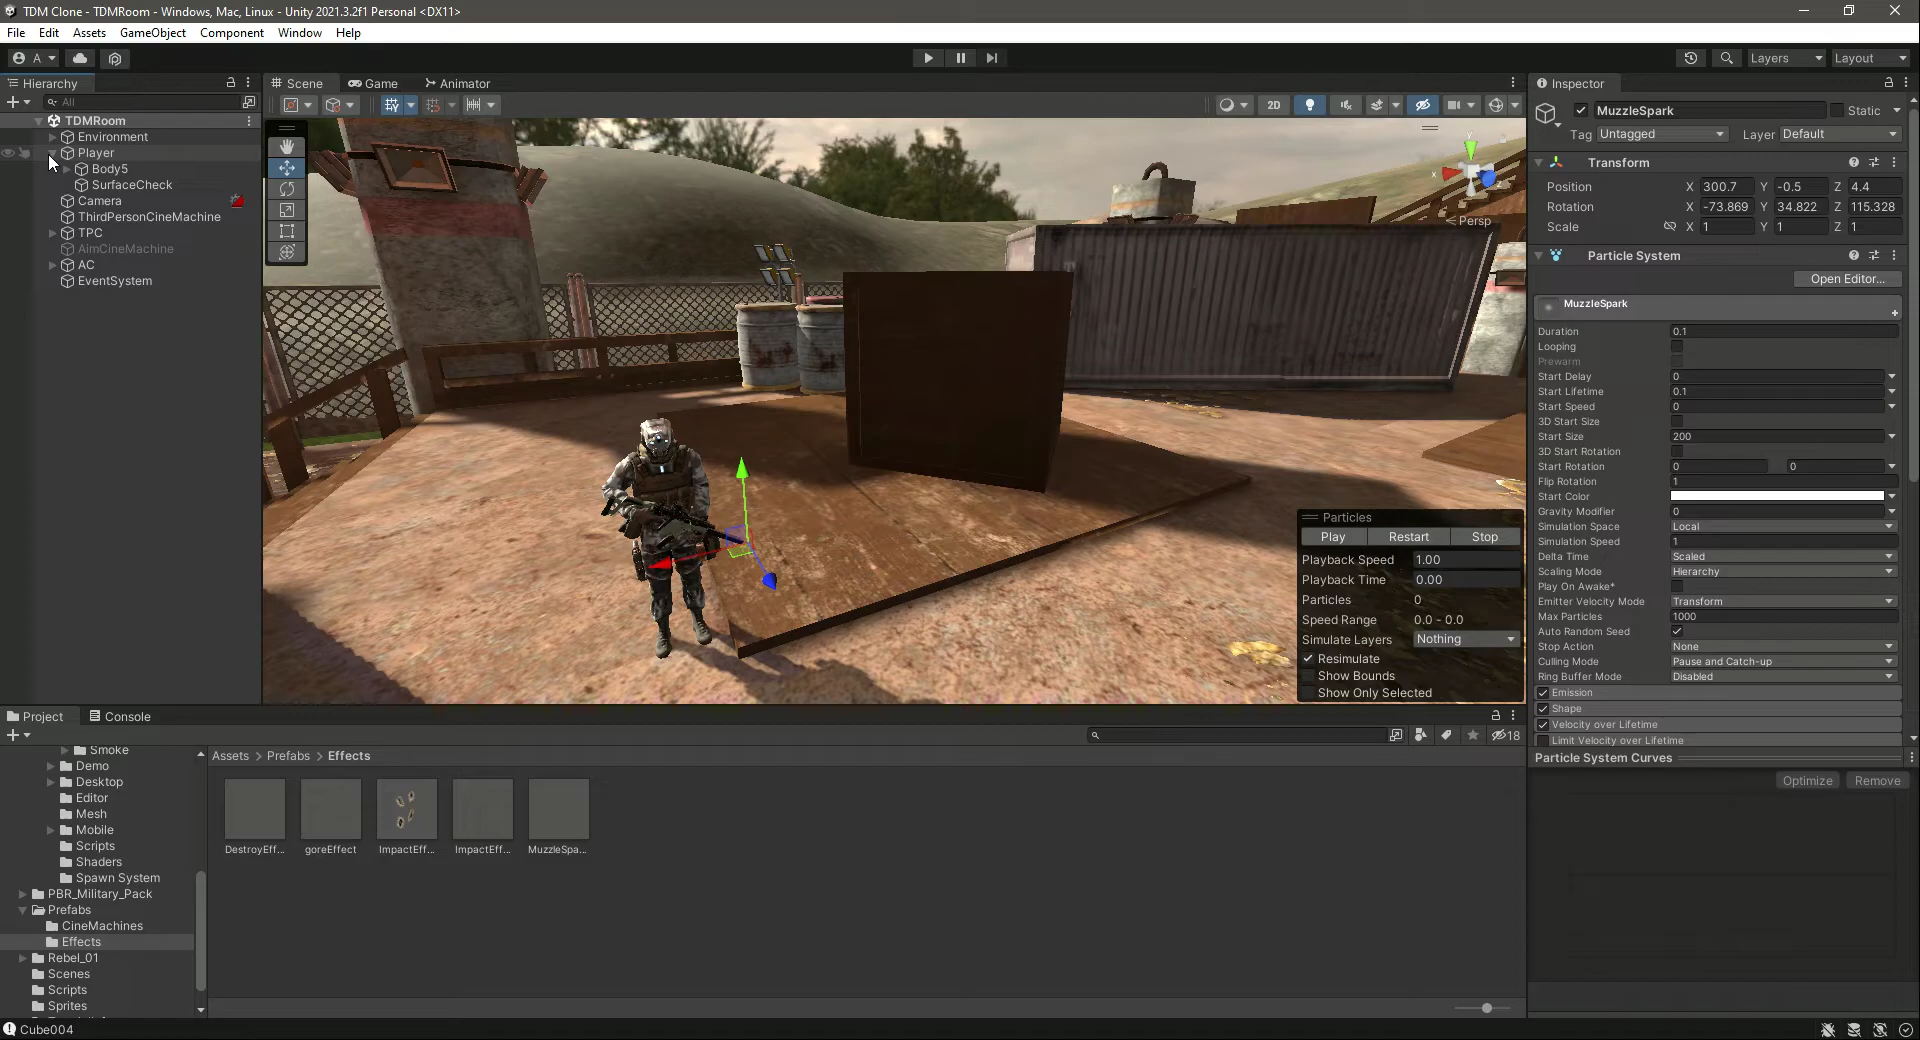 TDM Clone - TDMRoom - Windows, Mac, Linux - Unity 2021.3.2f1 Personal <DX11>
File Edit Assets GameObject Component Window Help
A Layers Layout
Hierarchy
All
TDMRoom
Environment
Player
Body5
SurfaceCheck
Camera
ThirdPersonCineMachine
TPC
AimCineMachine
AC
EventSystem
Scene Game Animator
2D
y
x
z
< Persp
Particles
Play Restart Stop
Playback Speed 1.00
Playback Time 0.00
Particles 0
Speed Range 0.0 - 0.0
Simulate Layers Nothing
Resimulate
Show Bounds
Show Only Selected
Inspector
MuzzleSpark Static
Tag Untagged Layer Default
Transform
Position X 300.7 Y -0.5 Z 4.4
Rotation X -73.869 Y 34.822 Z 115.328
Scale X 1 Y 1 Z 1
Particle System
Open Editor...
MuzzleSpark
Duration 0.1
Looping
Prewarm
Start Delay 0
Start Lifetime 0.1
Start Speed 0
3D Start Size
Start Size 200
3D Start Rotation
Start Rotation 0 0
Flip Rotation 1
Start Color
Gravity Modifier 0
Simulation Space Local
Simulation Speed 1
Delta Time Scaled
Scaling Mode Hierarchy
Play On Awake*
Emitter Velocity Mode Transform
Max Particles 1000
Auto Random Seed
Stop Action None
Culling Mode Pause and Catch-up
Ring Buffer Mode Disabled
Emission
Shape
Velocity over Lifetime
Limit Velocity over Lifetime
Particle System Curves
Optimize Remove
Project Console
18
Smoke
Demo
Desktop
Editor
Mesh
Mobile
Scripts
Shaders
Spawn System
PBR_Military_Pack
Prefabs
CineMachines
Effects
Rebel_01
Scenes
Scripts
Sprites
Assets > Prefabs > Effects
DestroyEff... goreEffect ImpactEff... ImpactEff... MuzzleSpa...
Cube004